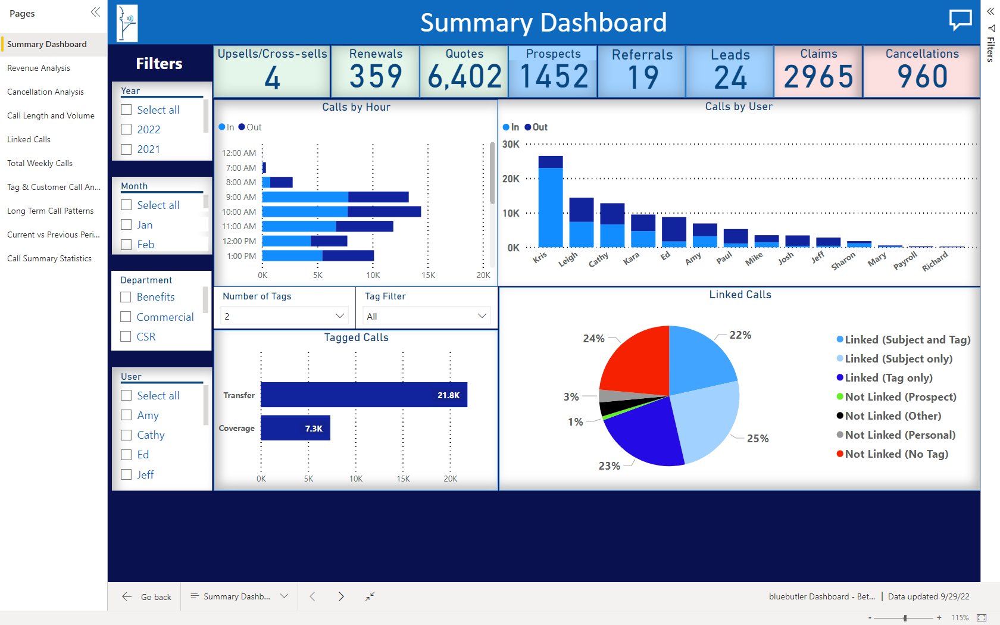 Pages
Summary Dashboard
Revenue Analysis
Cancellation Analysis
Call Length and Volume
Linked Calls
Total Weekly Calls
Tag & Customer Call An...
Long Term Call Patterns
Current vs Previous Peri...
Call Summary Statistics
Summary Dashboard
Filters
Filters
Year
Select all
2022
2021
Month
Select all
Jan
Feb
Department
Benefits
Commercial
CSR
User
Select all
Amy
Cathy
Ed
Jeff
Upsells/Cross-sells
4
Renewals
359
Quotes
6,402
Prospects
1452
Referrals
19
Leads
24
Claims
2965
Cancellations
960
Calls by Hour
In Out
12:00 AM
7:00 AM
8:00 AM
9:00 AM
10:00 AM
11:00 AM
12:00 PM
1:00 PM
0K 5K 10K 15K 20K
Calls by User
In Out
30K
20K
10K
0K
Kris Leigh Cathy Kara Ed Amy Paul Mike Josh Jeff Sharon Mary Payroll Richard
Number of Tags
2
Tag Filter
All
Tagged Calls
Transfer 21.8K
Coverage 7.3K
0K 5K 10K 15K 20K
Linked Calls
22%
25%
23%
1%
3%
24%
Linked (Subject and Tag)
Linked (Subject only)
Linked (Tag only)
Not Linked (Prospect)
Not Linked (Other)
Not Linked (Personal)
Not Linked (No Tag)
Go back
Summary Dashb...
bluebutler Dashboard - Bet... | Data updated 9/29/22
- + 115%